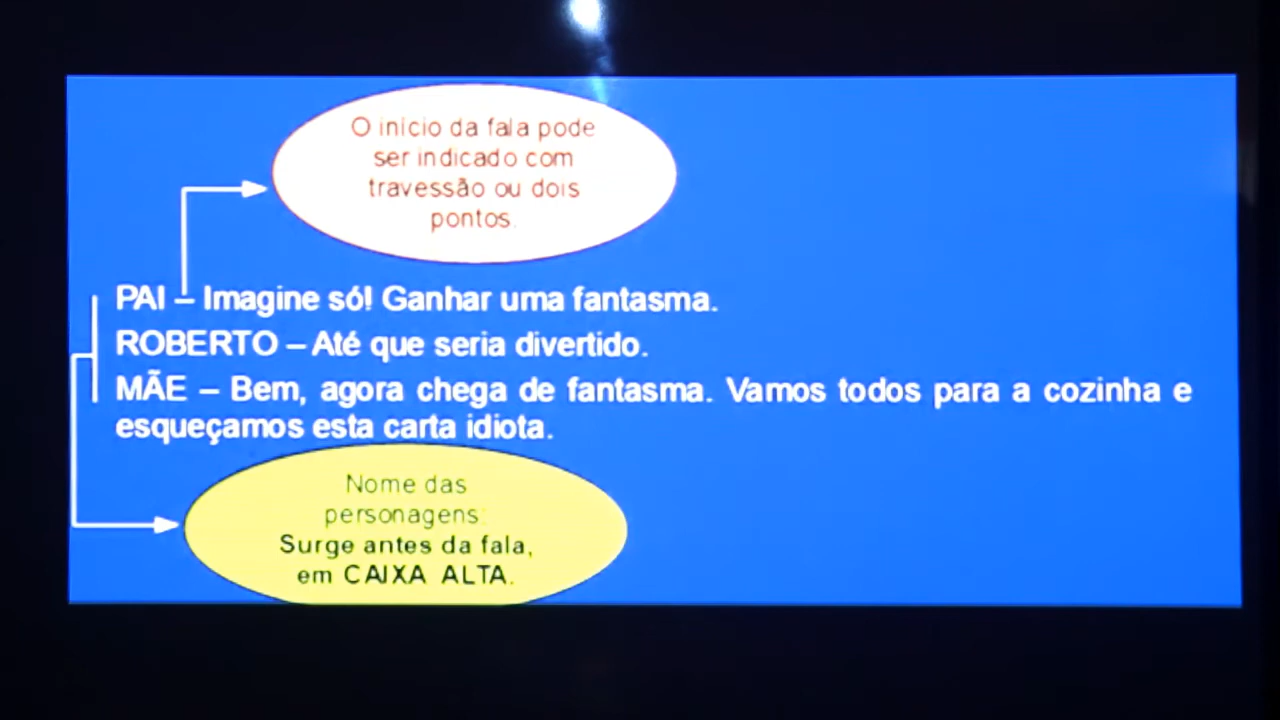 O início da fala pode
ser indicado com
travessão ou dois
pontos.
PAI – Imagine só! Ganhar uma fantasma.
ROBERTO – Até que seria divertido.
MÃE – Bem, agora chega de fantasma. Vamos todos para a cozinha e
esqueçamos esta carta idiota.
Nome das
personagens:
Surge antes da fala,
em CAIXA ALTA.